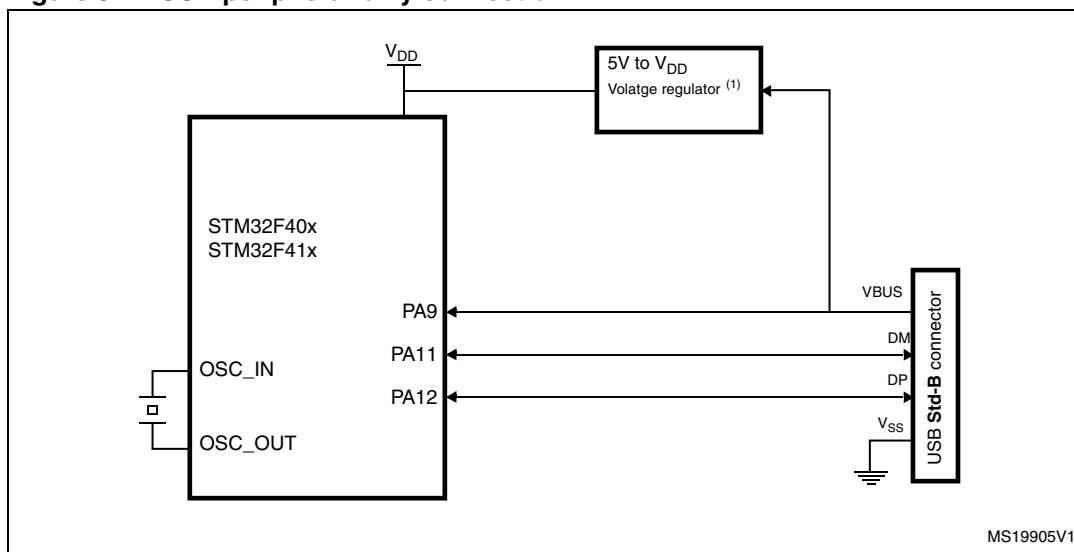 V_DD
5V to V_DD
Volatge regulator (1)
STM32F40x
STM32F41x
VBUS
PA9
DM
PA11
OSC_IN
DP
PA12
V_SS
OSC_OUT
USB Std-B connector
MS19905V1